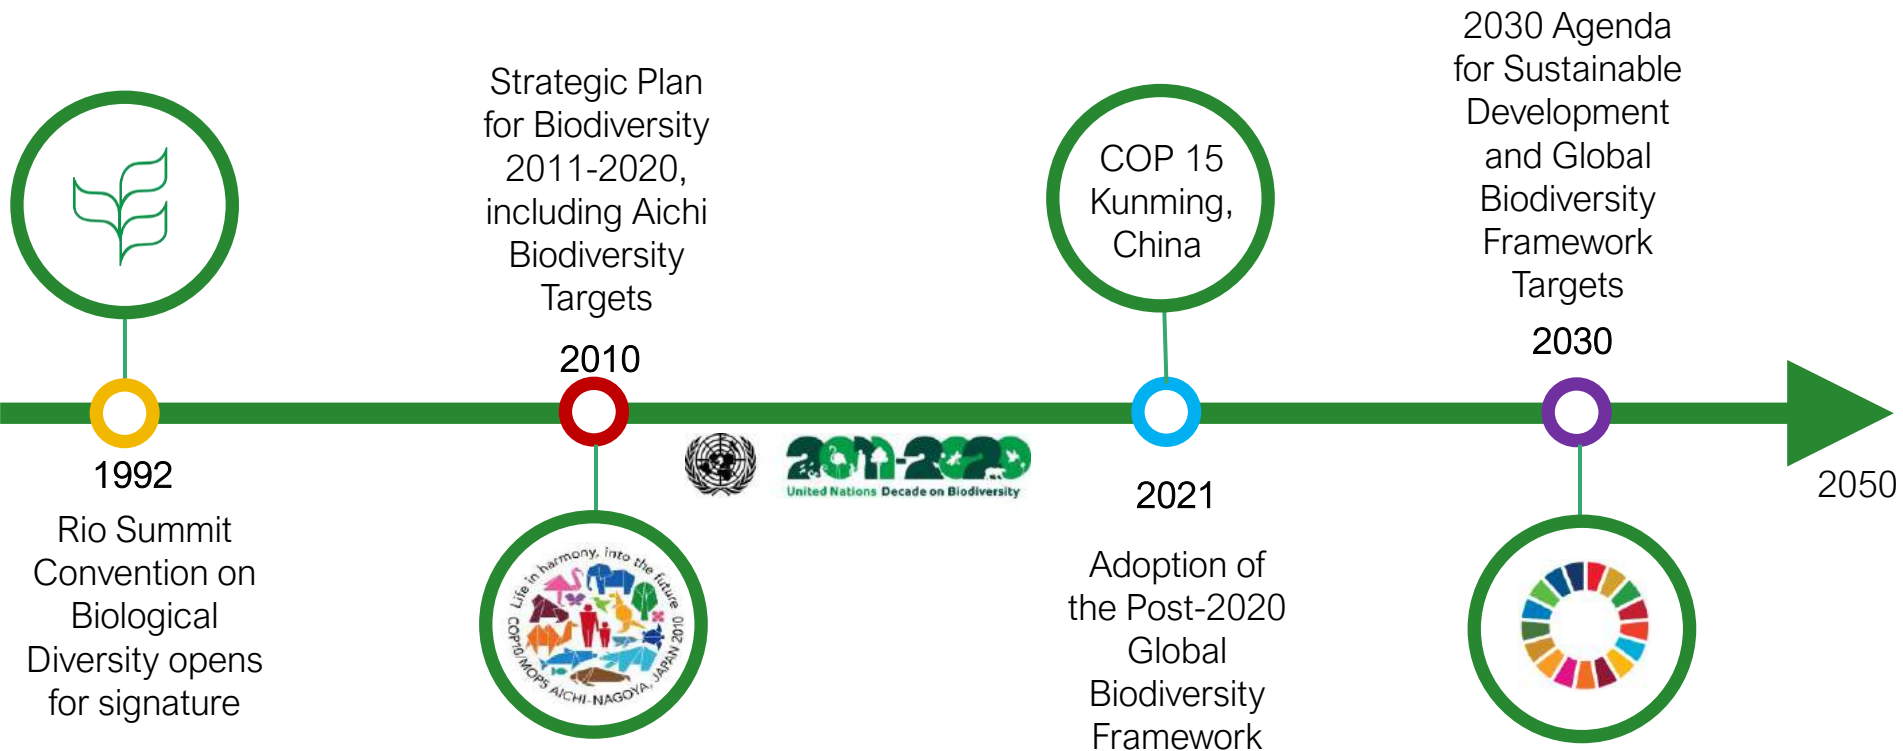 1992
Rio Summit
Convention on
Biological
Diversity opens
for signature
Strategic Plan
for Biodiversity
2011-2020,
including Aichi
Biodiversity
Targets
2010
Life in harmony, into the future
COP10/MOP5 AICHI-NAGOYA, JAPAN 2010
2011-2020
United Nations Decade on Biodiversity
COP 15
Kunming,
China
2021
Adoption of
the Post-2020
Global
Biodiversity
Framework
2030 Agenda
for Sustainable
Development
and Global
Biodiversity
Framework
Targets
2030
2050